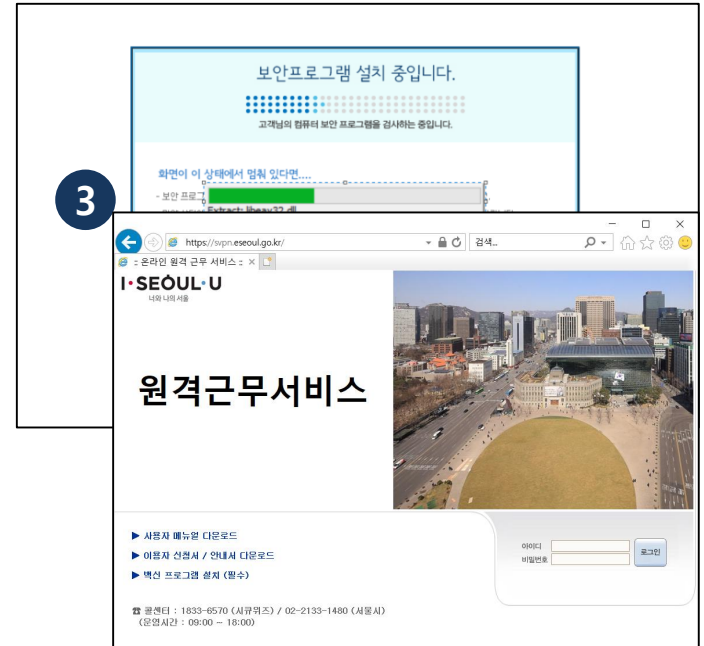 보안프로그램 설치 중입니다.
고객님의 컴퓨터 보안 프로그램을 검사하는 중입니다.
화면이 이 상태에서 멈춰 있다면....
- 보안 프로그
3
https://svpn.eseoul.go.kr/
검색...
:: 온라인 원격 근무 서비스 ::
I·SEOUL·U
너와 나의 서울
원격근무서비스
▶ 사용자 메뉴얼 다운로드
▶ 이용자 신청서 / 안내서 다운로드
▶ 백신 프로그램 설치 (필수)
아이디
비밀번호
로그인
☎ 콜센터 : 1833-6570 (시큐위즈) / 02-2133-1480 (서울시)
(운영시간 : 09:00 ~ 18:00)